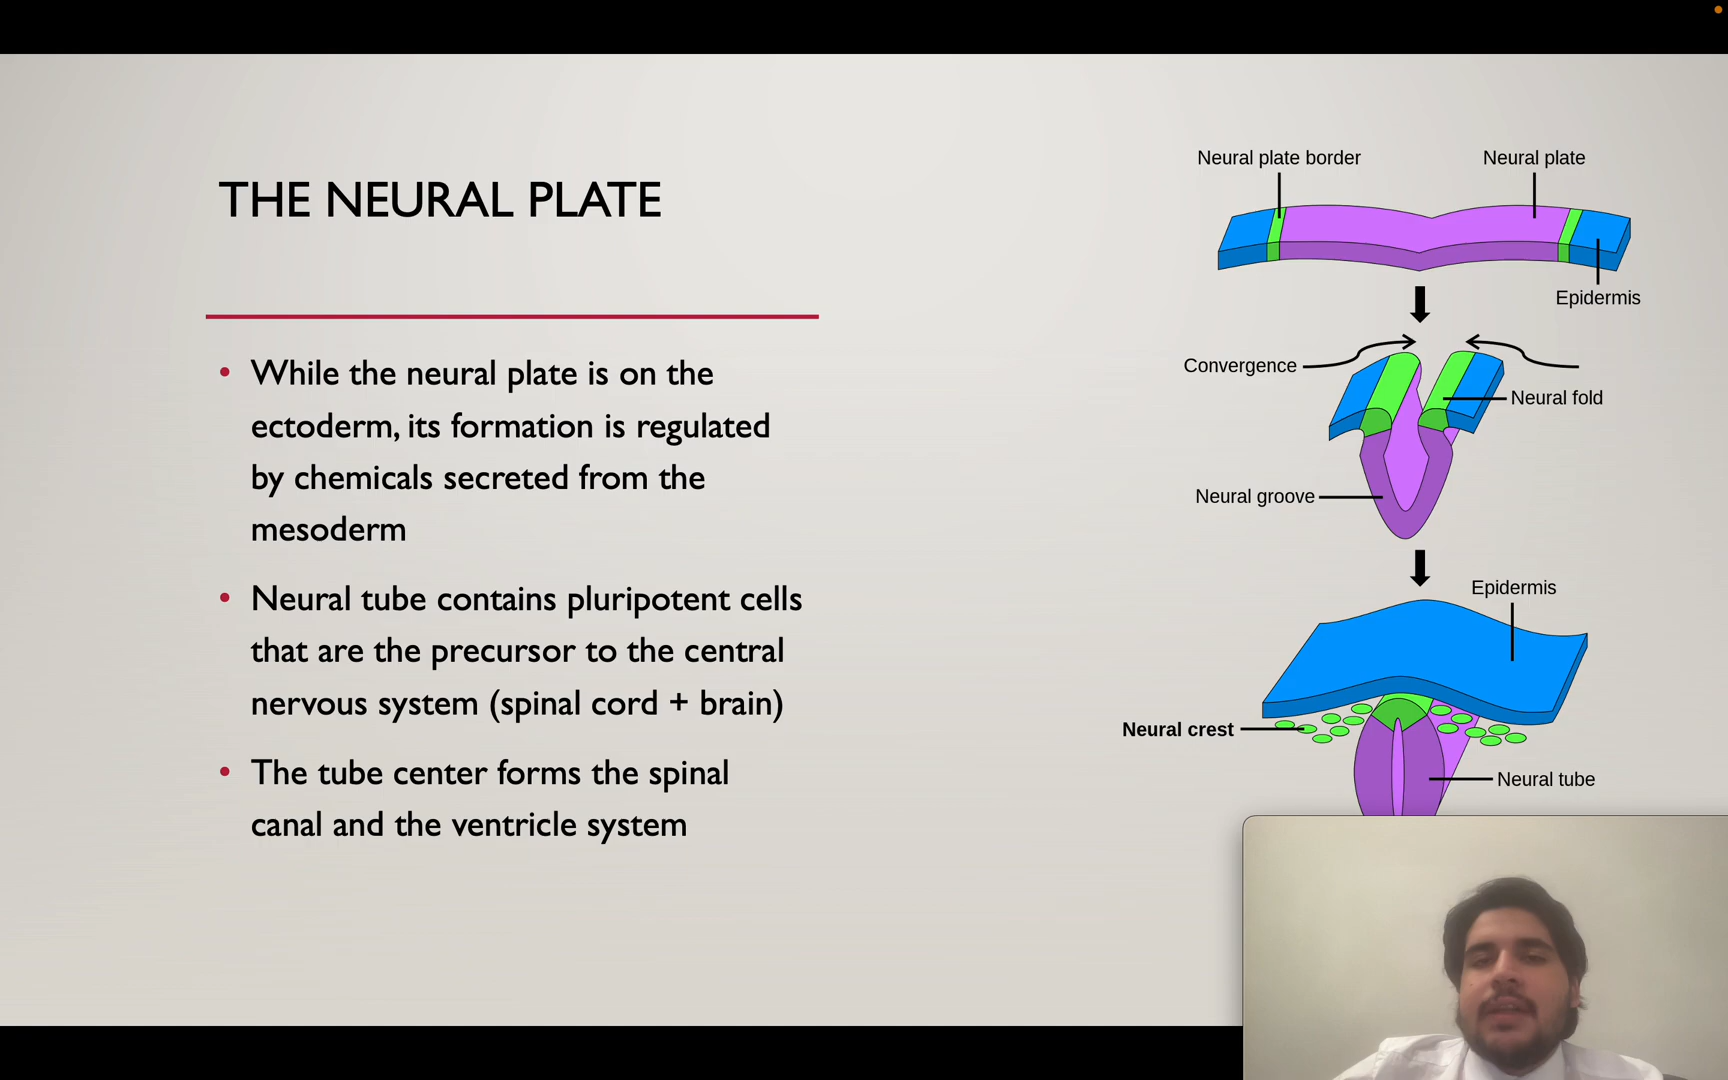 THE NEURAL PLATE
• While the neural plate is on the
ectoderm, its formation is regulated
by chemicals secreted from the
mesoderm
• Neural tube contains pluripotent cells
that are the precursor to the central
nervous system (spinal cord + brain)
• The tube center forms the spinal
canal and the ventricle system
Neural plate border
Neural plate
Epidermis
Convergence
Neural fold
Neural groove
Epidermis
Neural crest
Neural tube